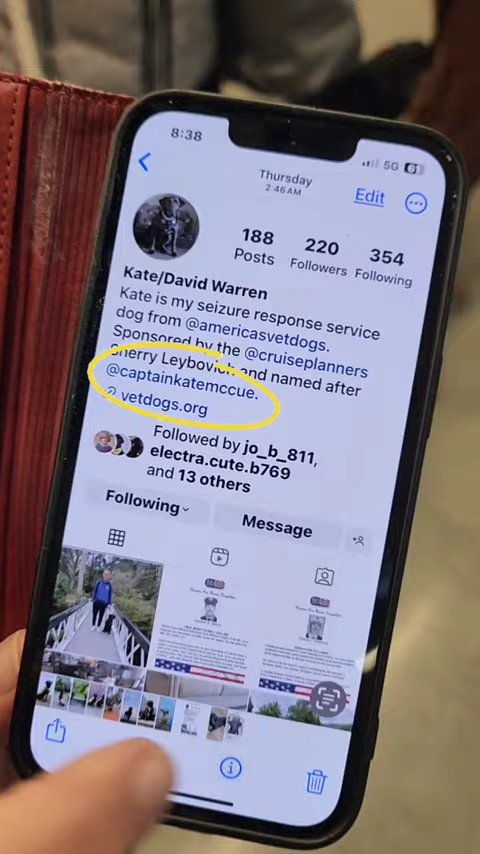 8:38
5G
Thursday
2:46 AM
Edit
188 220 354
Posts Followers Following
Kate/David Warren
Kate is my seizure response service
dog from @americasvetdogs.
Sponsored by the @cruiseplanners
Sherry Leybovich and named after
@captainkatemccue.
vetdogs.org
Followed by jo_b_811,
electra.cute.b769
and 13 others
Following
Message